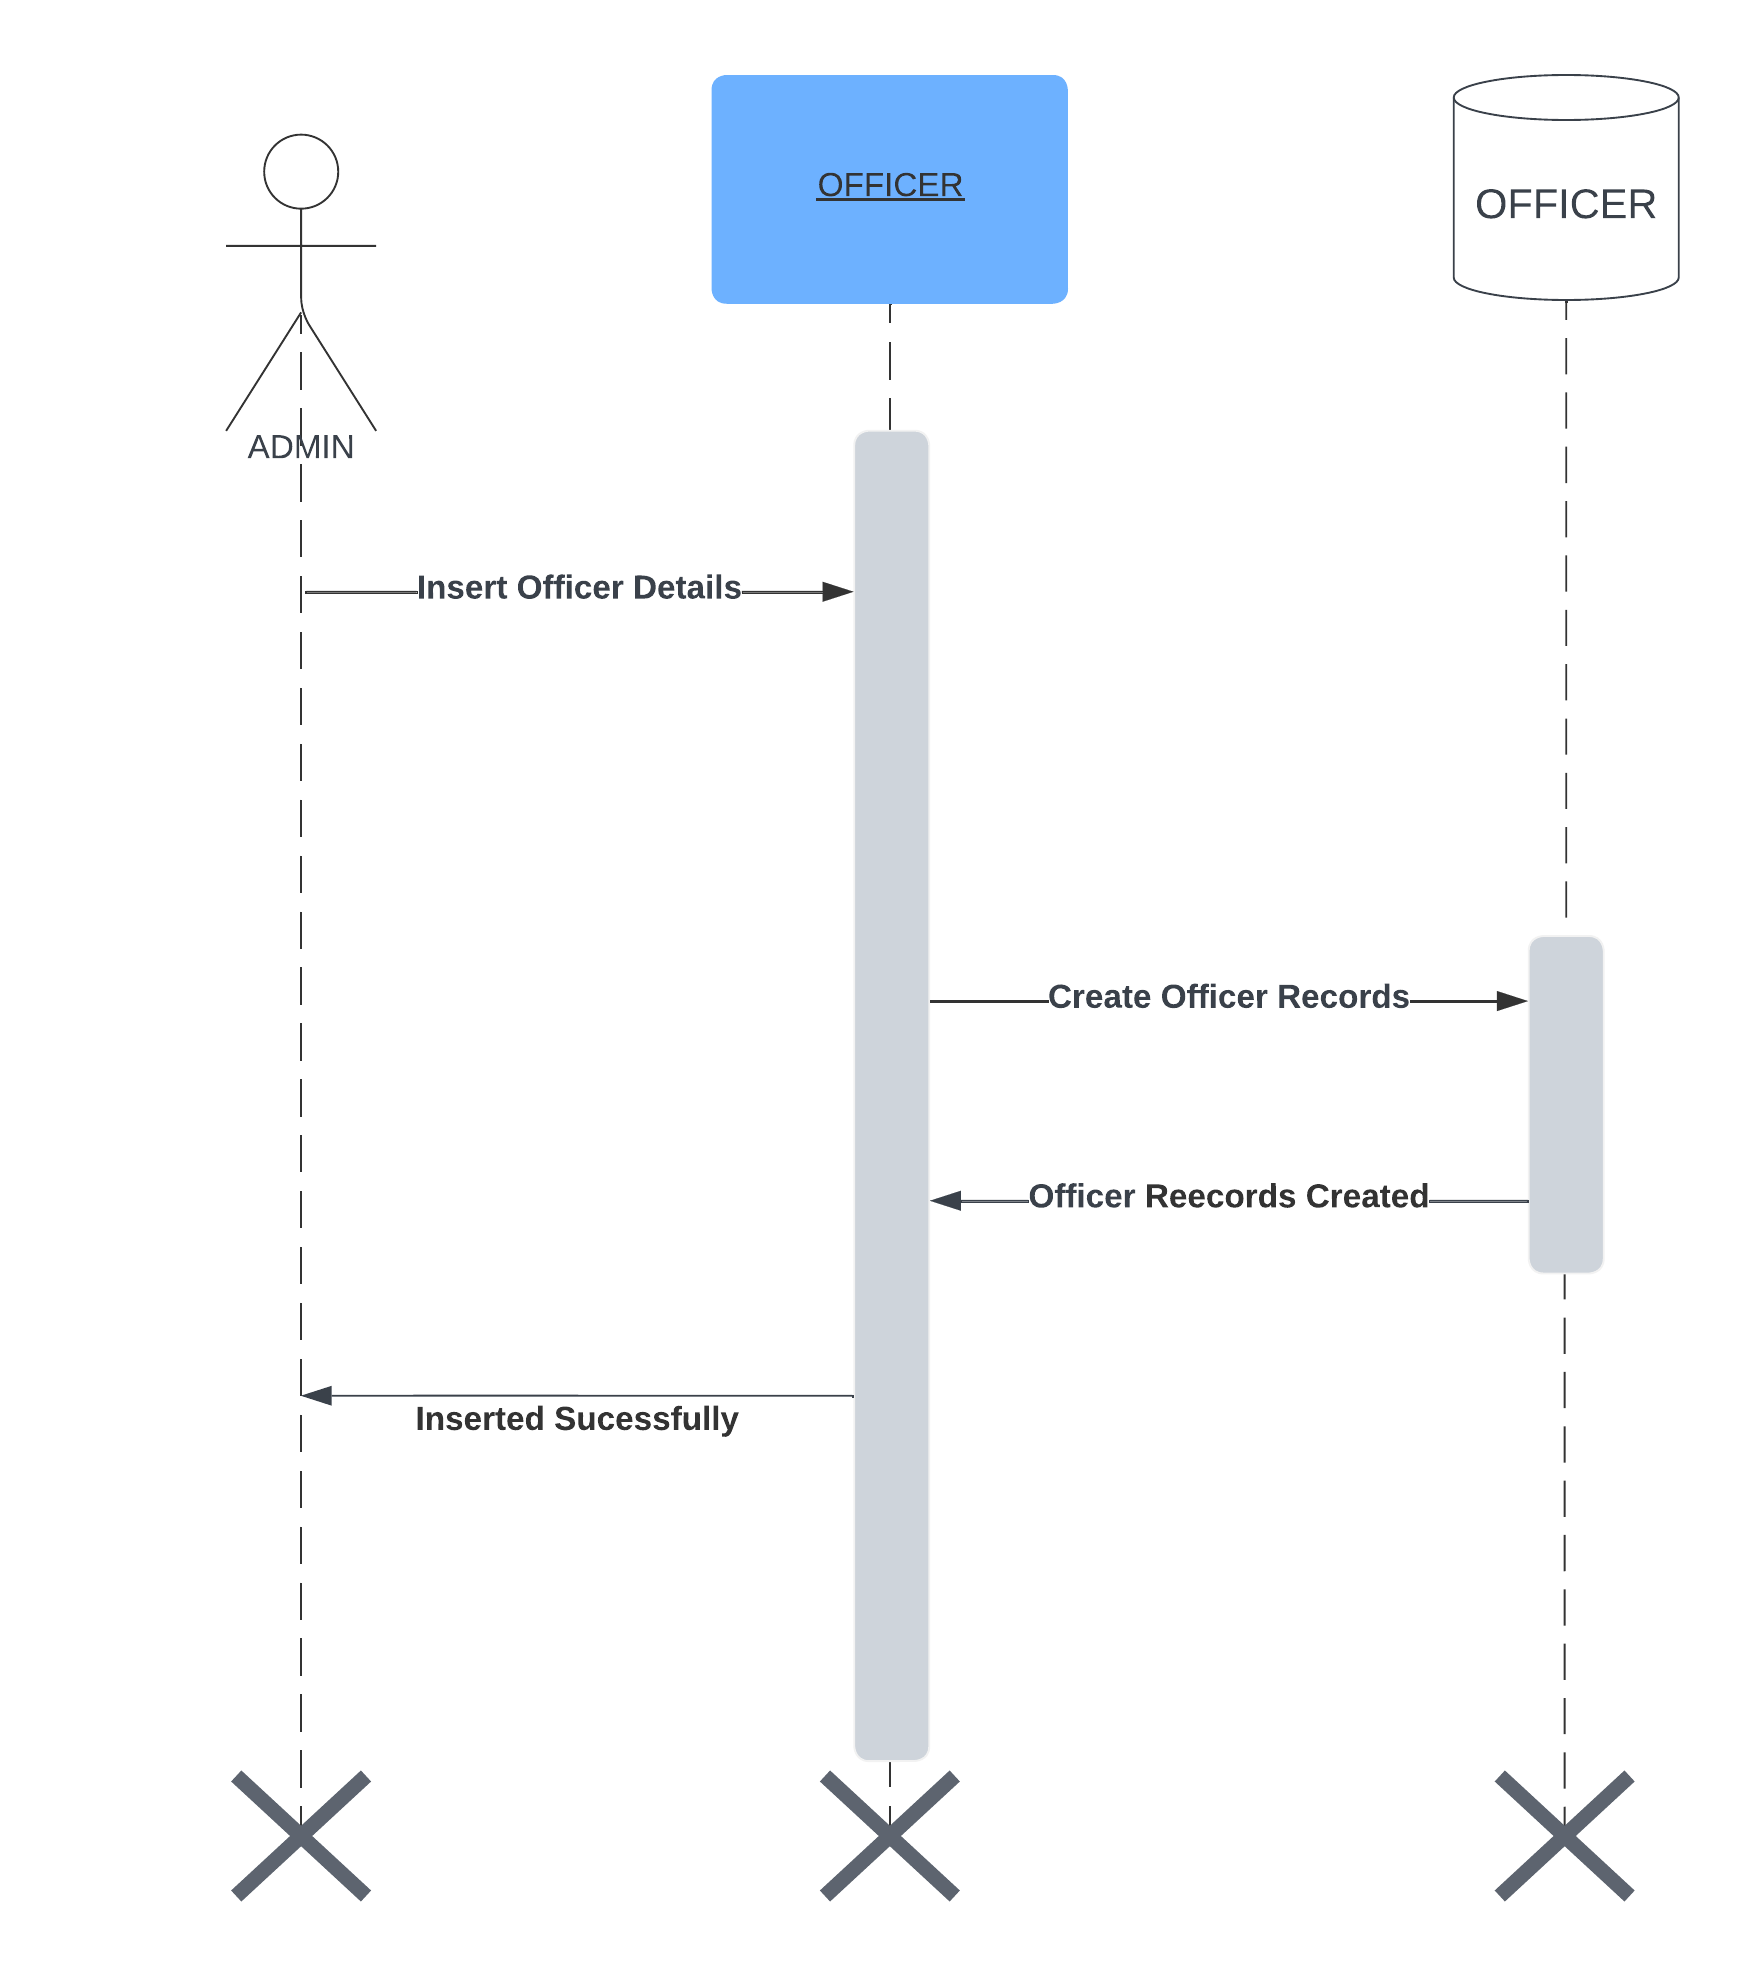 OFFICER
OFFICER
ADMIN
Insert Officer Details
Create Officer Records
Officer Reecords Created
Inserted Sucessfully